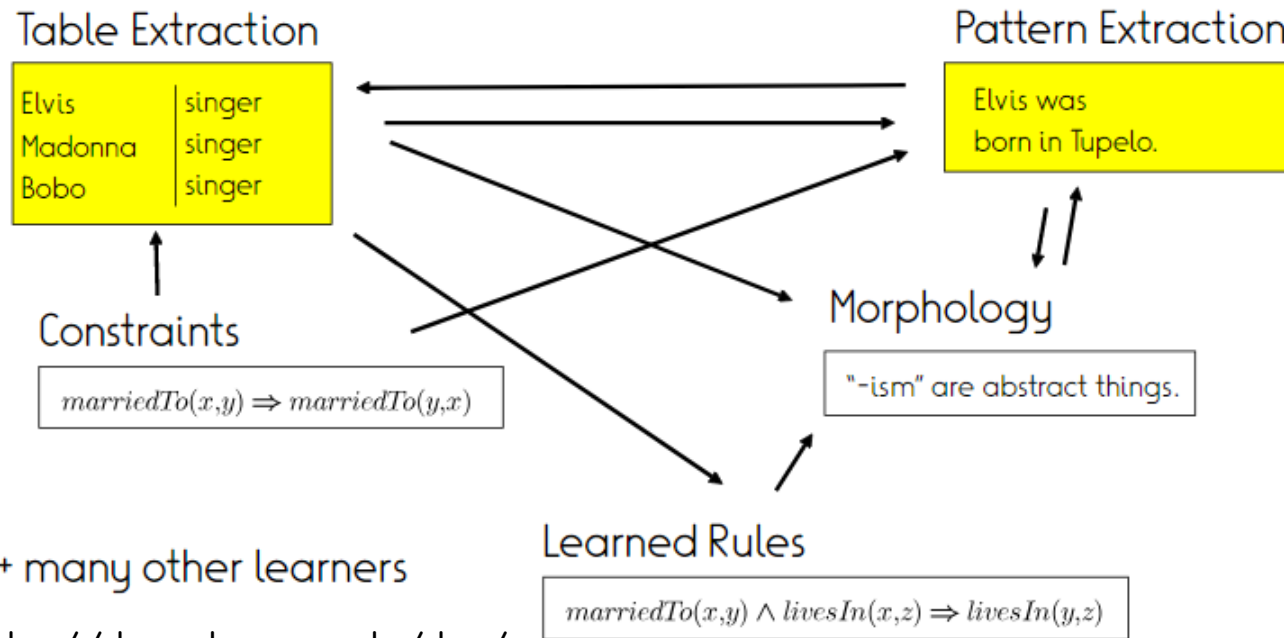 Table Extraction
Elvis | singer
Madonna | singer
Bobo | singer
Pattern Extraction
Elvis was
born in Tupelo.
Constraints
marriedTo(x,y) ⇒ marriedTo(y,x)
Morphology
“-ism” are abstract things.
Learned Rules
marriedTo(x,y) ∧ livesIn(x,z) ⇒ livesIn(y,z)
+ many other learners